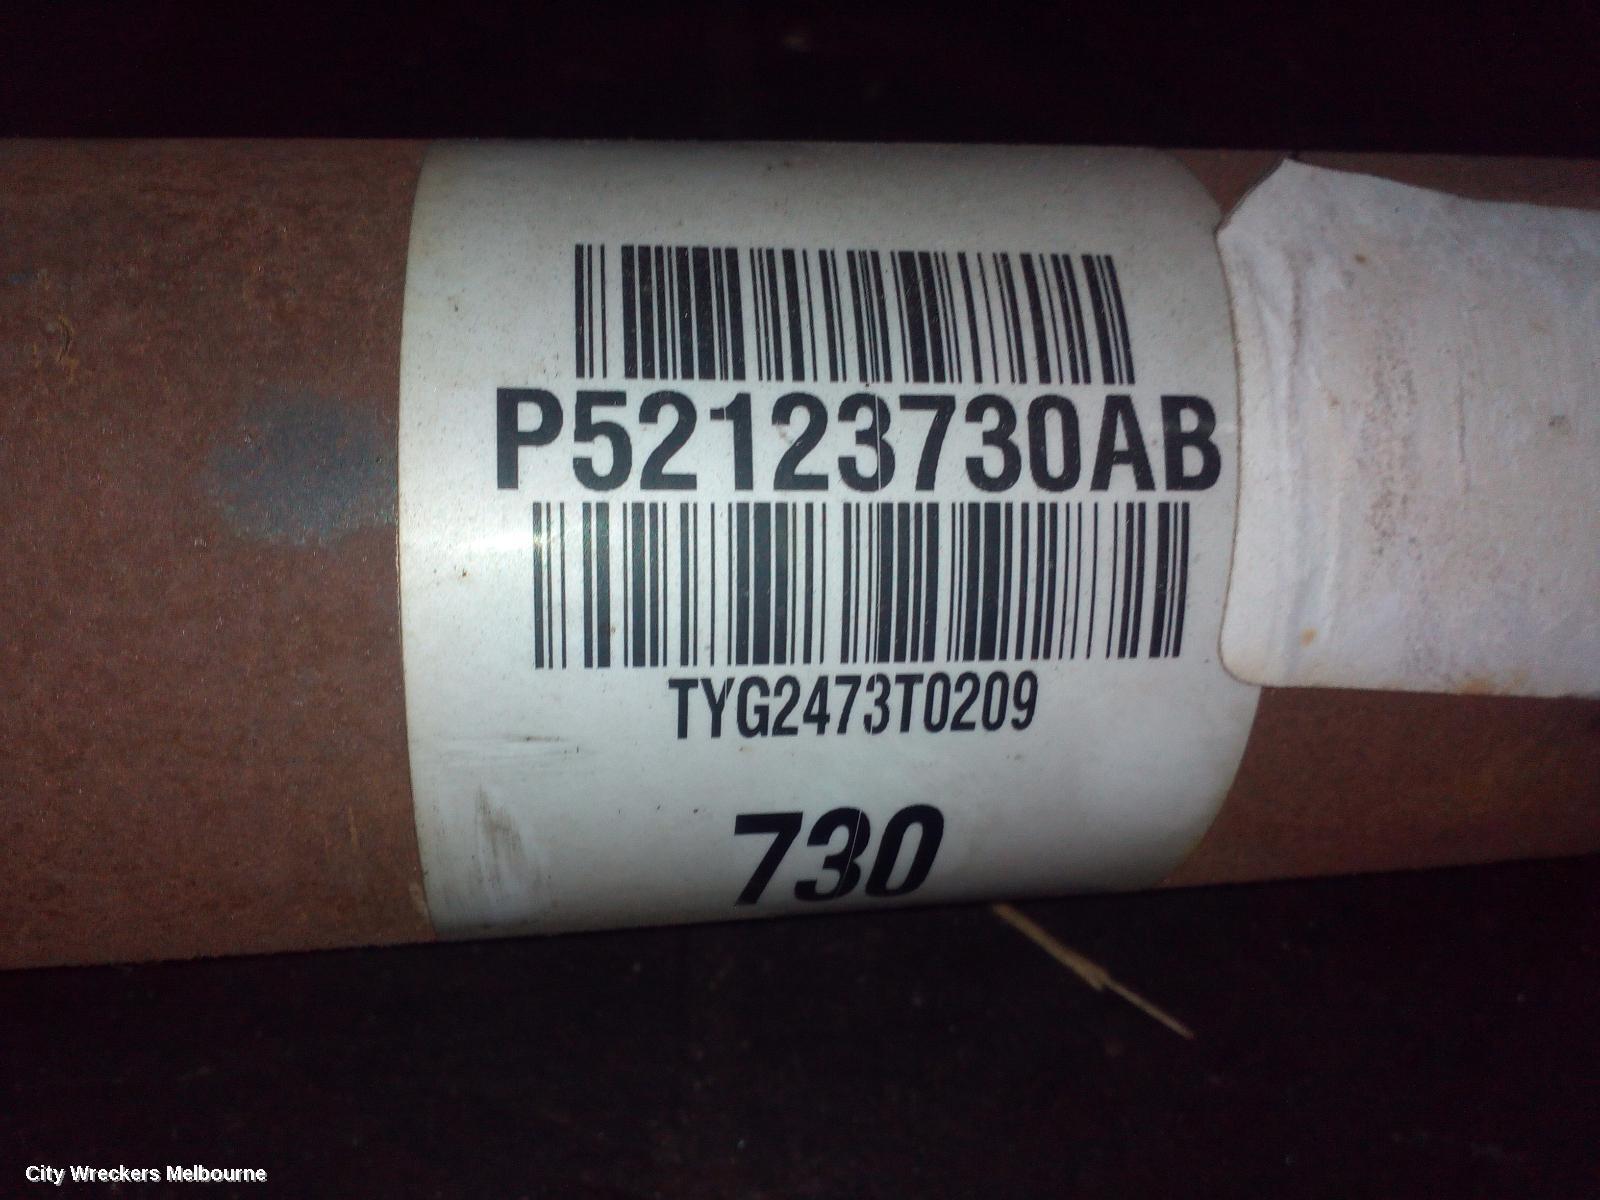 P52123730AB
TYG2473T0209
730
City Wreckers Melbourne